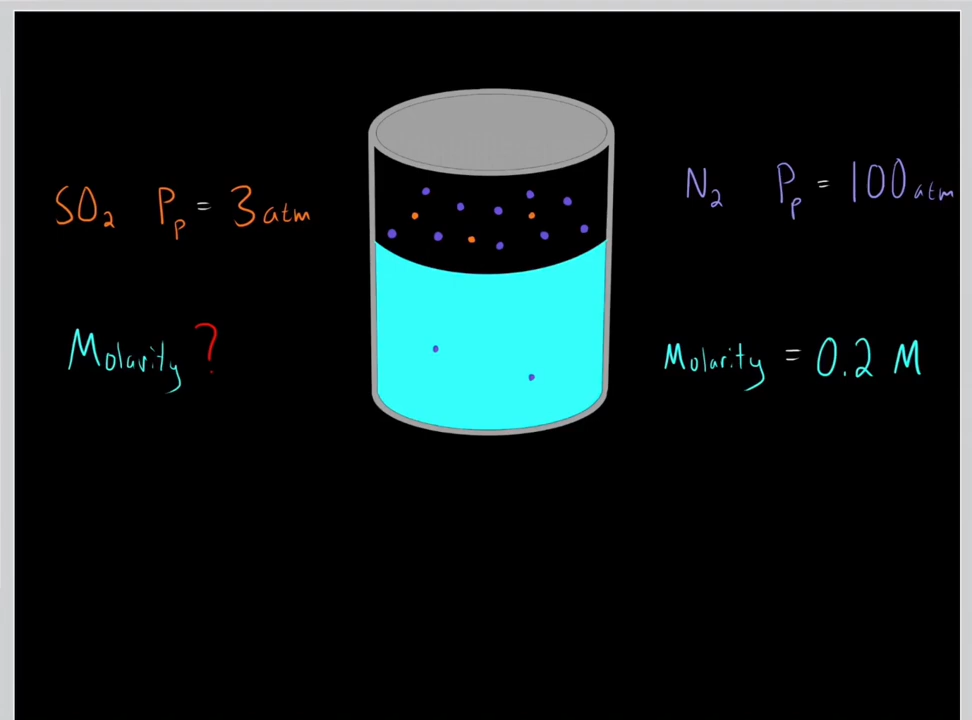 SO₂ Pₚ = 3 atm
N₂ Pₚ = 100 atm
Molarity ?
Molarity = 0.2 M